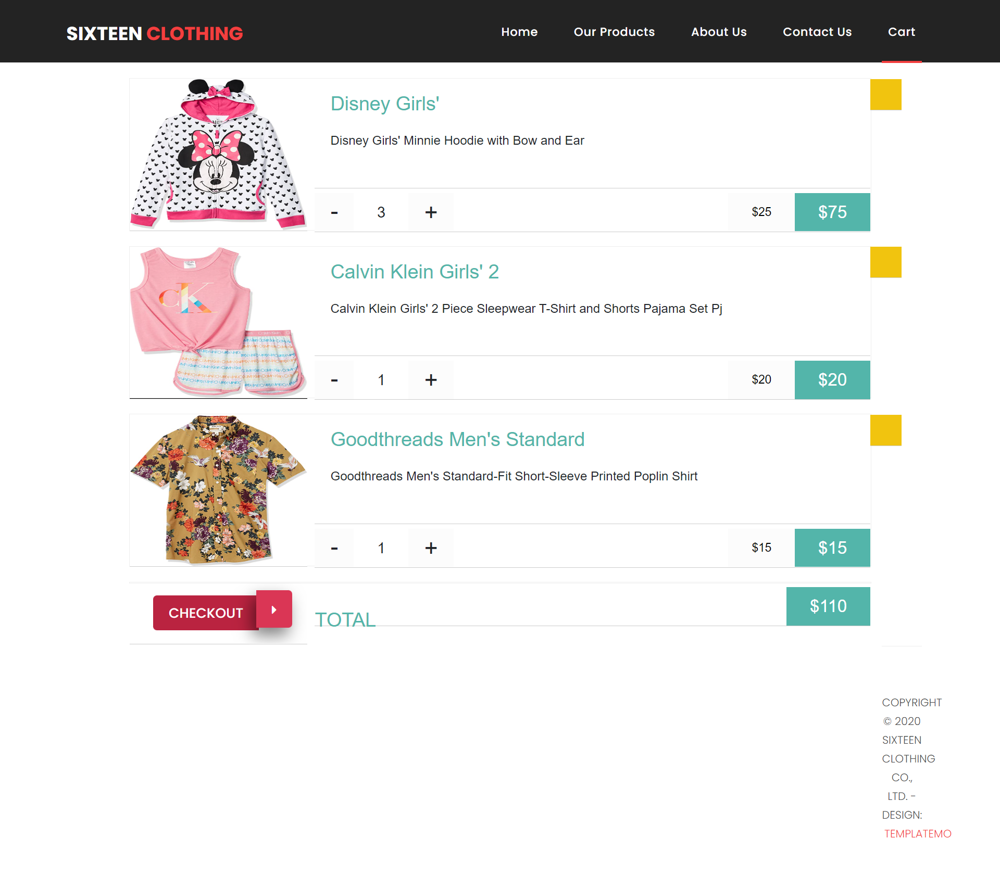 SIXTEEN CLOTHING
Home Our Products About Us Contact Us Cart
Disney Girls'
Disney Girls' Minnie Hoodie with Bow and Ear
- 3 + $25 $75
CK
Calvin Klein Girls' 2
Calvin Klein Girls' 2 Piece Sleepwear T-Shirt and Shorts Pajama Set Pj
- 1 + $20 $20
Goodthreads Men's Standard
Goodthreads Men's Standard-Fit Short-Sleeve Printed Poplin Shirt
- 1 + $15 $15
CHECKOUT
TOTAL
$110
COPYRIGHT
© 2020
SIXTEEN
CLOTHING
CO.,
LTD. -
DESIGN:
TEMPLATEMO